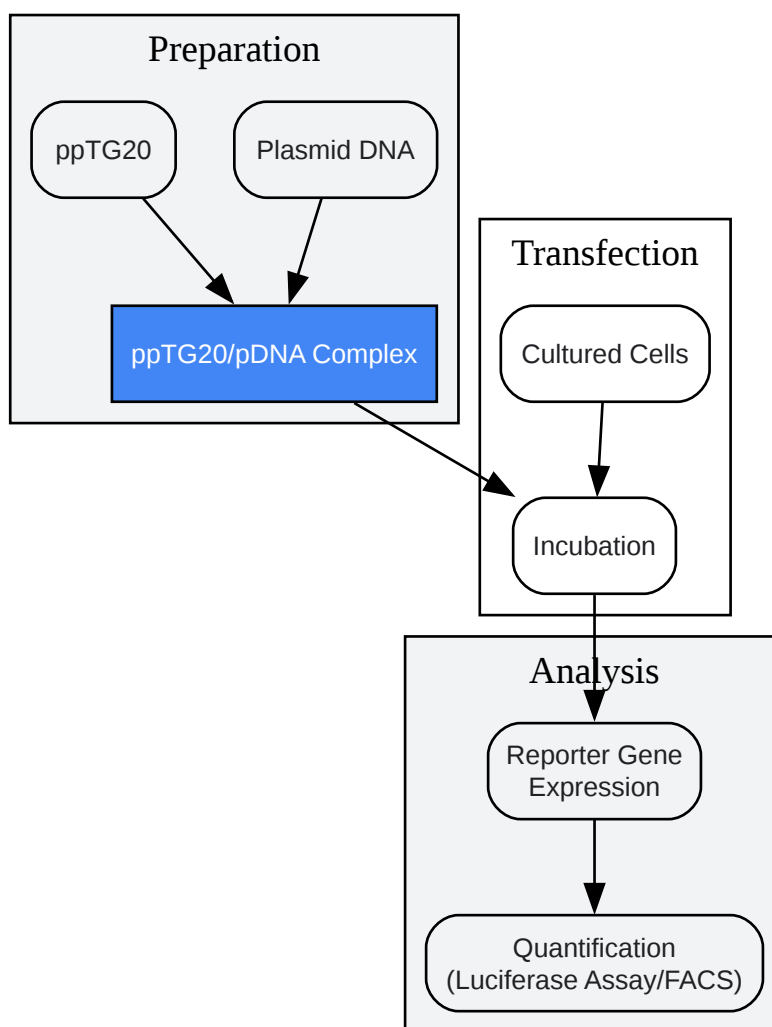 Preparation
ppTG20
Plasmid DNA
ppTG20/pDNA Complex
Transfection
Cultured Cells
Incubation
Analysis
Reporter Gene
Expression
Quantification
(Luciferase Assay/FACS)